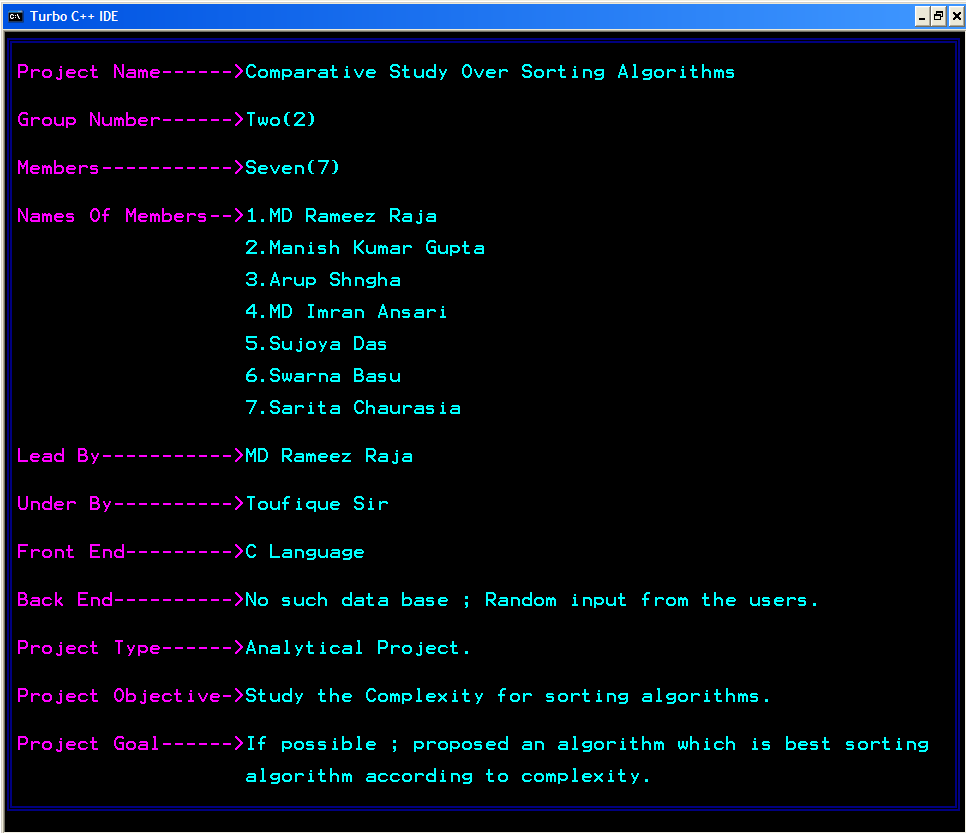 Turbo C++ IDE
Project Name------>Comparative Study Over Sorting Algorithms
Group Number------>Two(2)
Members----------->Seven(7)
Names Of Members-->1.MD Rameez Raja
2.Manish Kumar Gupta
3.Arup Shngha
4.MD Imran Ansari
5.Sujoya Das
6.Swarna Basu
7.Sarita Chaurasia
Lead By----------->MD Rameez Raja
Under By---------->Toufique Sir
Front End--------->C Language
Back End---------->No such data base ; Random input from the users.
Project Type------>Analytical Project.
Project Objective->Study the Complexity for sorting algorithms.
Project Goal------>If possible ; proposed an algorithm which is best sorting
algorithm according to complexity.